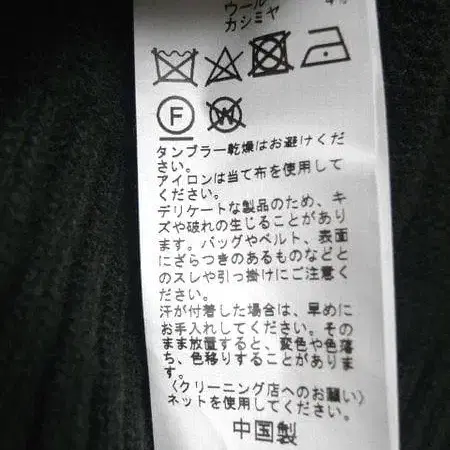 ウール
カシミヤ
F
W
タンブラー乾燥はお避けくだ
さい。
アイロンは当て布を使用して
ください。
デリケートな製品のため、キ
ズや破れの生じることがあり
ます。バッグやベルト、表面
にざらつきのあるものなどと
のスレや引っ掛けにご注意く
ださい。
汗が付着した場合は、早めに
お手入れしてください。その
まま放置すると、変色や色落
ち、色移りすることがありま
す。
〈クリーニング店へのお願い〉
ネットを使用してください。
中国製